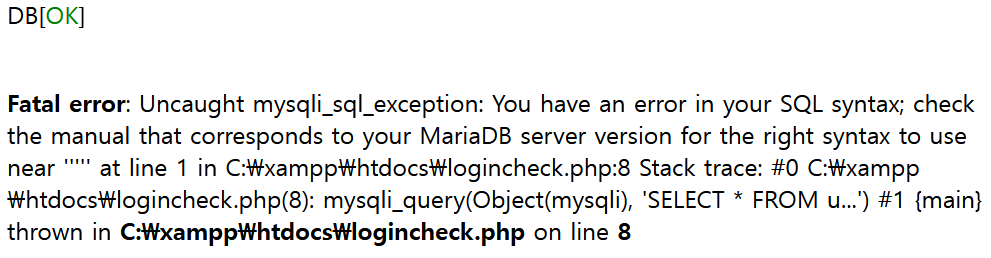 DB[OK]
Fatal error: Uncaught mysqli_sql_exception: You have an error in your SQL syntax; check
the manual that corresponds to your MariaDB server version for the right syntax to use
near ''''' at line 1 in C:₩xampp₩htdocs₩logincheck.php:8 Stack trace: #0 C:₩xampp
₩htdocs₩logincheck.php(8): mysqli_query(Object(mysqli), 'SELECT * FROM u...') #1 {main}
thrown in C:₩xampp₩htdocs₩logincheck.php on line 8